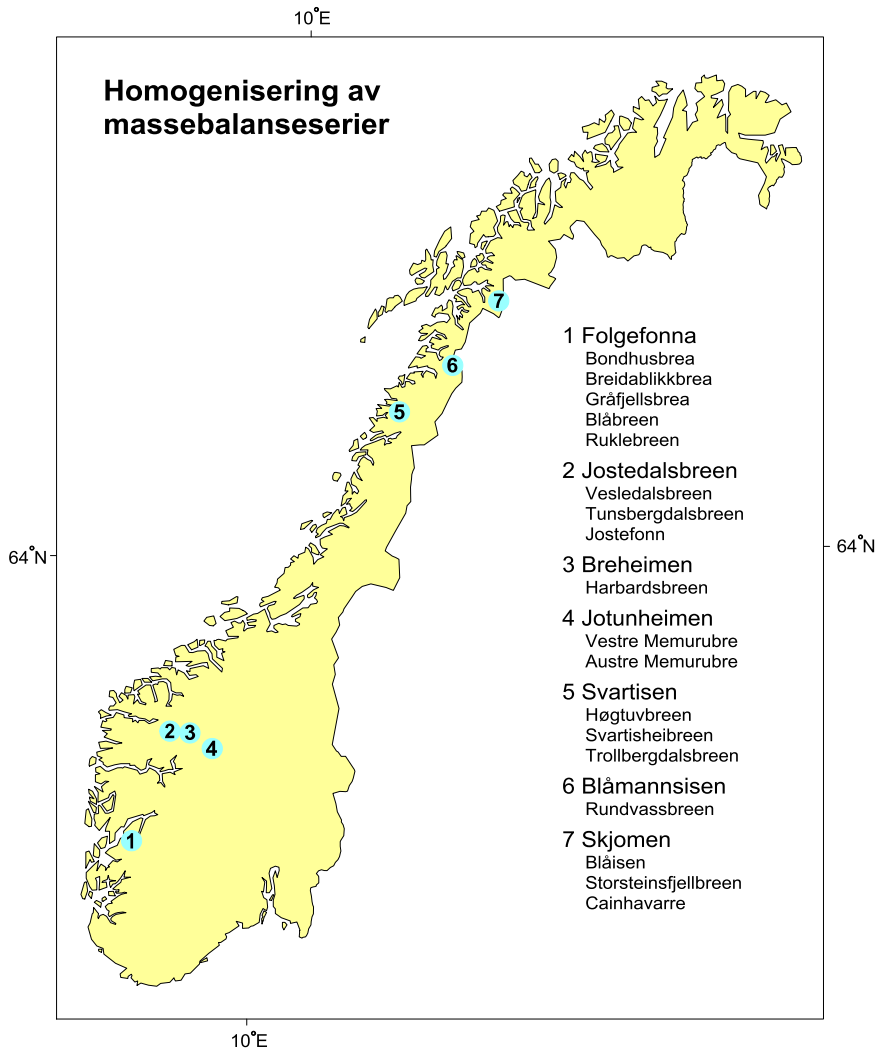 10°E
Homogenisering av
massebalanseserier
7
6
5
1 Folgefonna
Bondhusbrea
Breidablikkbrea
Gråfjellsbrea
Blåbreen
Ruklebreen
2 Jostedalsbreen
Vesledalsbreen
Tunsbergdalsbreen
Jostefonn
64°N
64°N
3 Breheimen
Harbardsbreen
4 Jotunheimen
Vestre Memurubre
Austre Memurubre
5 Svartisen
Høgtuvbreen
Svartisheibreen
Trollbergdalsbreen
2 3
4
6 Blåmannsisen
Rundvassbreen
1
7 Skjomen
Blåisen
Storsteinsfjellbreen
Cainhavarre
10°E